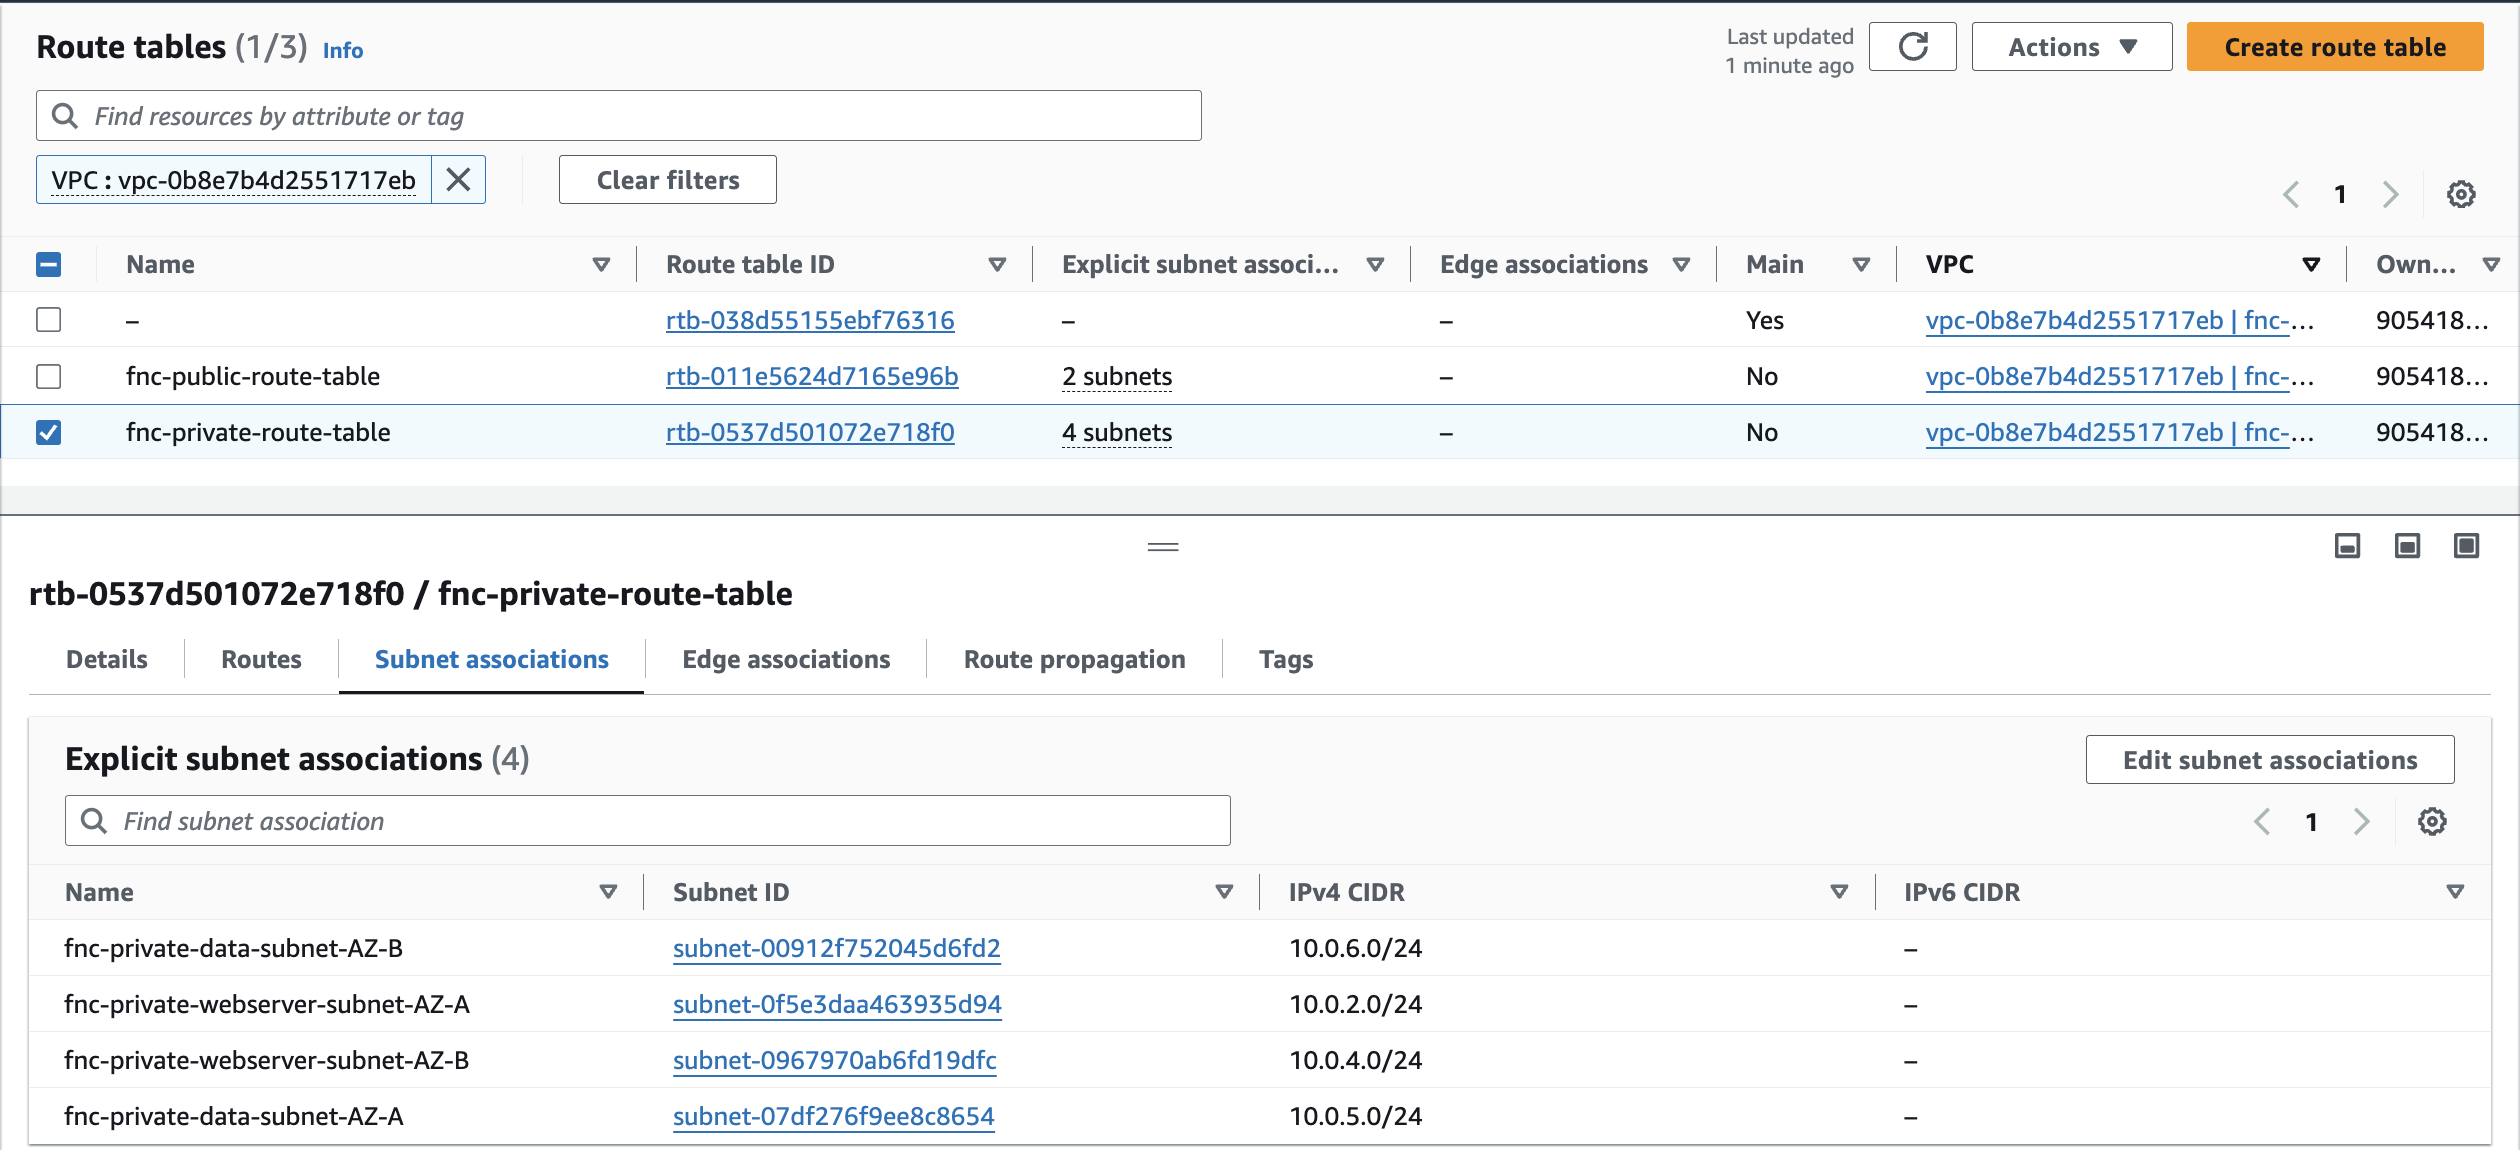 Route tables (1/3) Info
Last updated
1 minute ago
Actions
Create route table
Find resources by attribute or tag
VPC : vpc-0b8e7b4d2551717eb
Clear filters
1
Name Route table ID Explicit subnet associ... Edge associations Main VPC Own...
– rtb-038d55155ebf76316 – – Yes vpc-0b8e7b4d2551717eb | fnc-... 905418...
fnc-public-route-table rtb-011e5624d7165e96b 2 subnets – No vpc-0b8e7b4d2551717eb | fnc-... 905418...
fnc-private-route-table rtb-0537d501072e718f0 4 subnets – No vpc-0b8e7b4d2551717eb | fnc-... 905418...
rtb-0537d501072e718f0 / fnc-private-route-table
Details Routes Subnet associations Edge associations Route propagation Tags
Explicit subnet associations (4)
Edit subnet associations
Find subnet association
1
Name Subnet ID IPv4 CIDR IPv6 CIDR
fnc-private-data-subnet-AZ-B subnet-00912f752045d6fd2 10.0.6.0/24 –
fnc-private-webserver-subnet-AZ-A subnet-0f5e3daa463935d94 10.0.2.0/24 –
fnc-private-webserver-subnet-AZ-B subnet-0967970ab6fd19dfc 10.0.4.0/24 –
fnc-private-data-subnet-AZ-A subnet-07df276f9ee8c8654 10.0.5.0/24 –